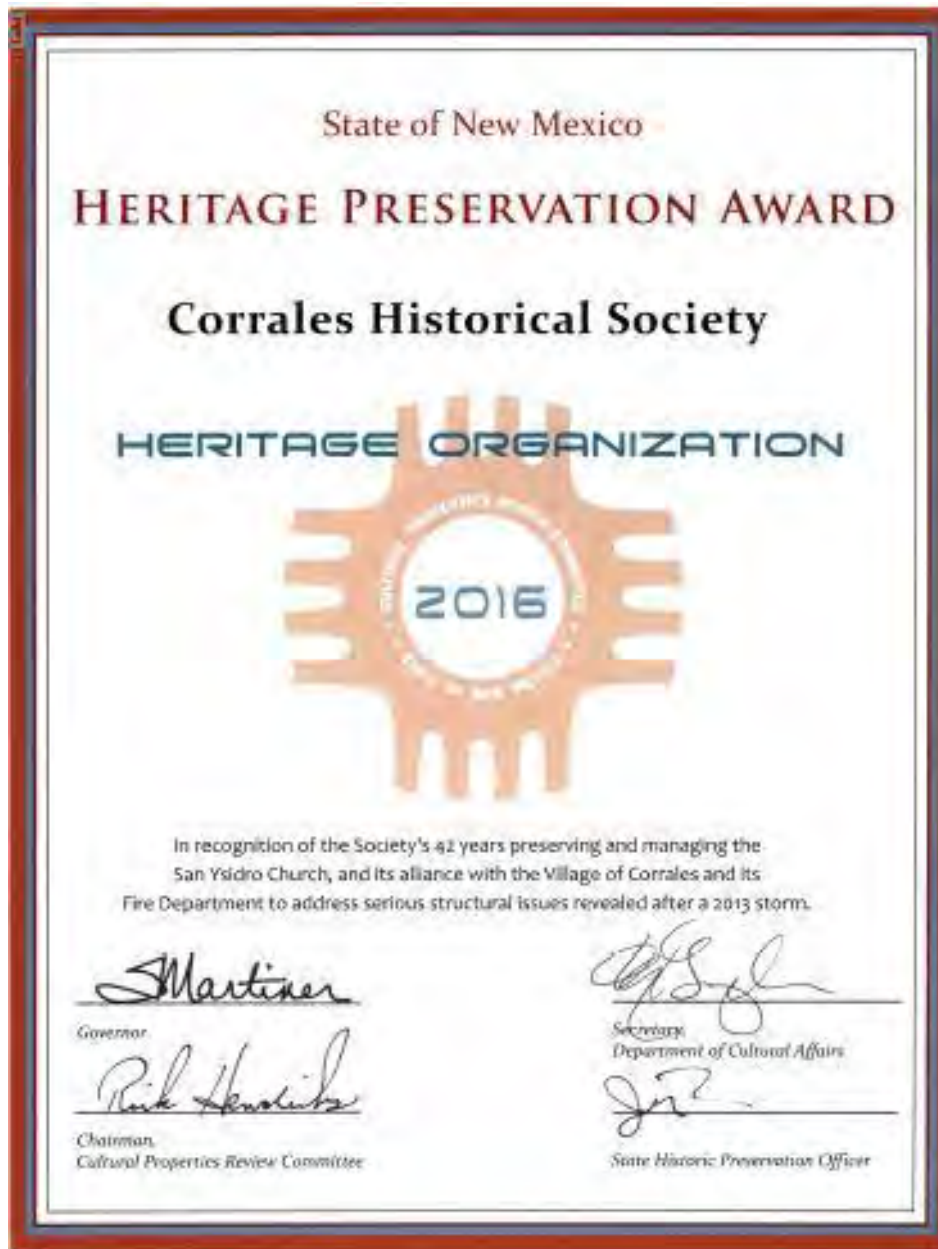 State of New Mexico
HERITAGE PRESERVATION AWARD
Corrales Historical Society
HERITAGE ORGANIZATION
2016
In recognition of the Society's 42 years preserving and managing the
San Ysidro Church, and its alliance with the Village of Corrales and its
Fire Department to address serious structural issues revealed after a 2013 storm.
SMartinez
Governor
Secretary,
Department of Cultural Affairs
Rick Hendricks
Chairman,
Cultural Properties Review Committee
State Historic Preservation Officer